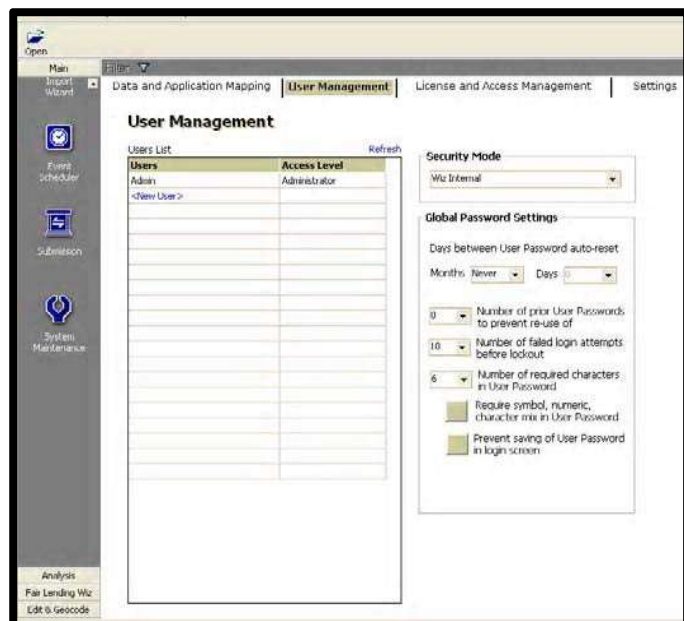 Open
Main
Filter
Import
Wizard
Event
Scheduler
Submission
System
Maintenance
Analysis
Fair Lending Wiz
Edit & Geocode
Data and Application Mapping
User Management
License and Access Management
Settings
User Management
Users List
Refresh
Users
Access Level
Admin
Administrator
<New User>
Security Mode
Wiz Internal
Global Password Settings
Days between User Password auto-reset
Months Never Days 0
0 Number of prior User Passwords
to prevent re-use of
10 Number of failed login attempts
before lockout
6 Number of required characters
in User Password
Require symbol, numeric,
character mix in User Password
Prevent saving of User Password
in login screen